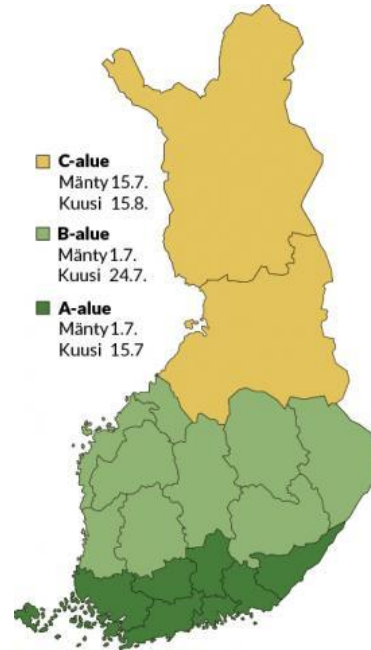 C-alue
Mänty 15.7.
Kuusi 15.8.
B-alue
Mänty 1.7.
Kuusi 24.7.
A-alue
Mänty 1.7.
Kuusi 15.7